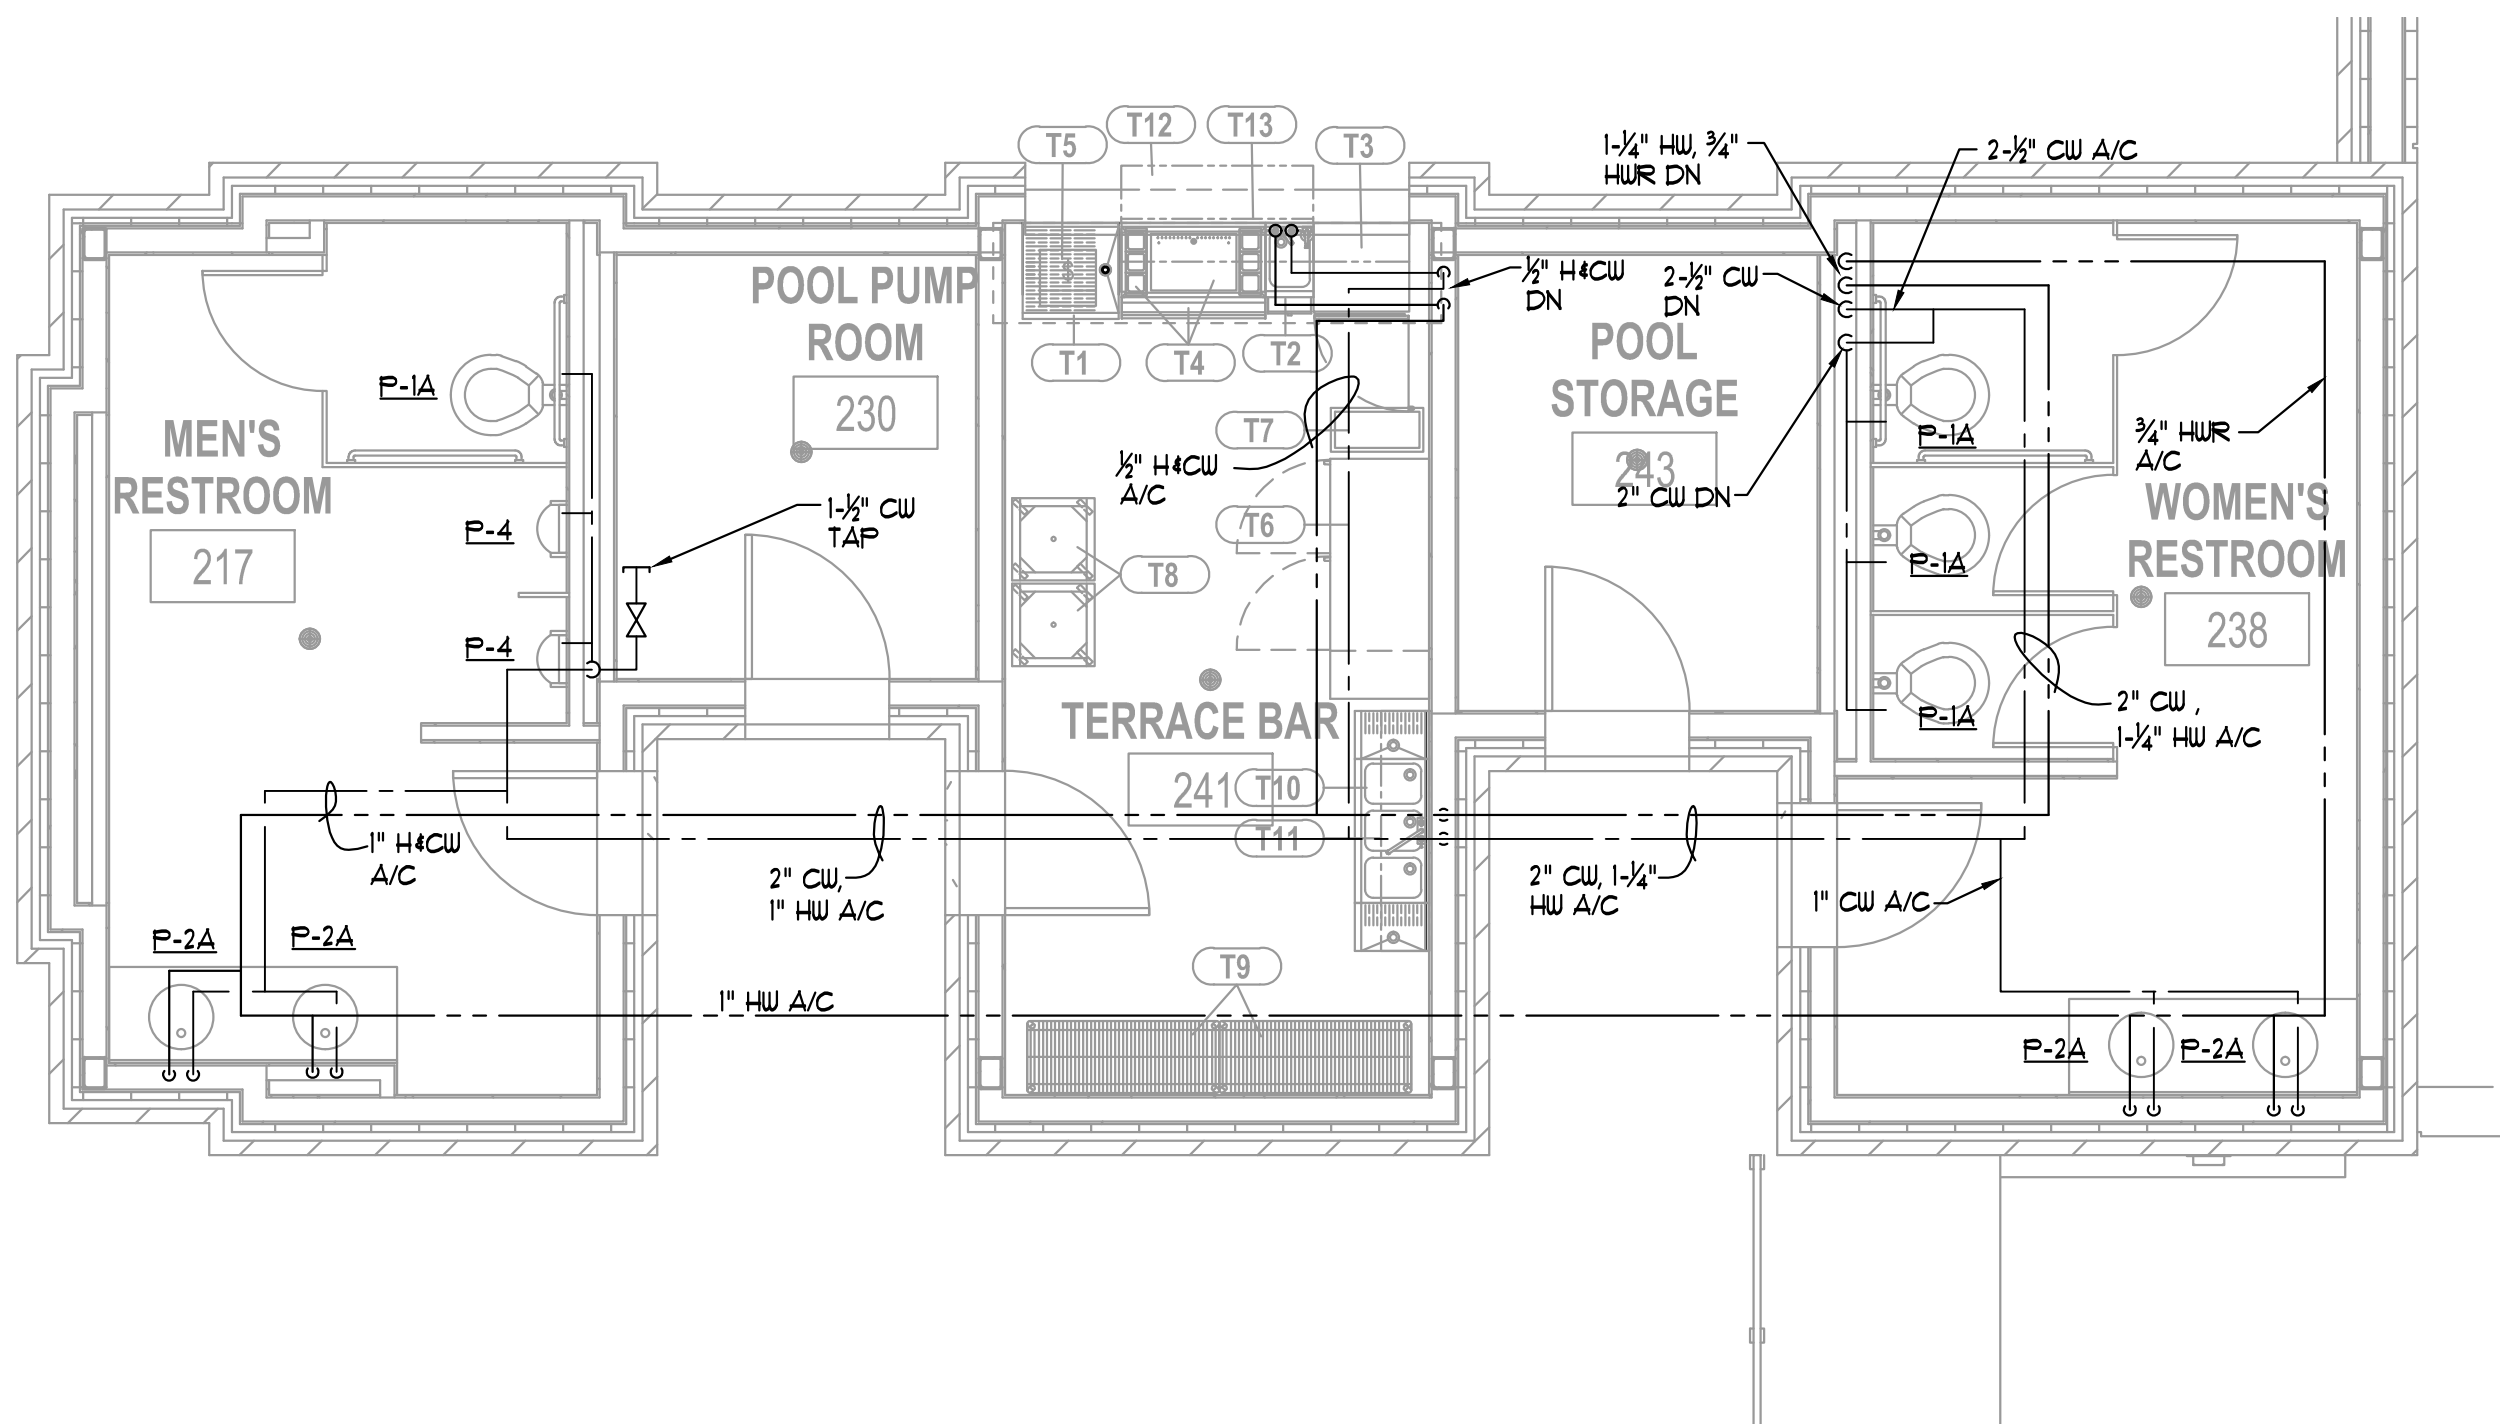 T5
T12
T13
T3
1-¼" HW, ¾"
HWR DN
2-½" CW A/C
POOL PUMP
ROOM
230
½" H&CW
DN
2-½" CW
DN
POOL
STORAGE
243
2" CW DN
T1
T4
T2
P-1A
MEN'S
RESTROOM
217
P-4
P-4
1-½" CW
TAP
T7
½" H&CW
A/C
T6
T8
P-1A
P-1A
P-1A
¾" HWR
A/C
WOMEN'S
RESTROOM
238
2" CW,
1-¼" HW A/C
TERRACE BAR
241
T10
T11
1" H&CW
A/C
2" CW,
1" HW A/C
2" CW, 1-¼"
HW A/C
1" CW A/C
P-2A
P-2A
T9
1" HW A/C
P-2A
P-2A